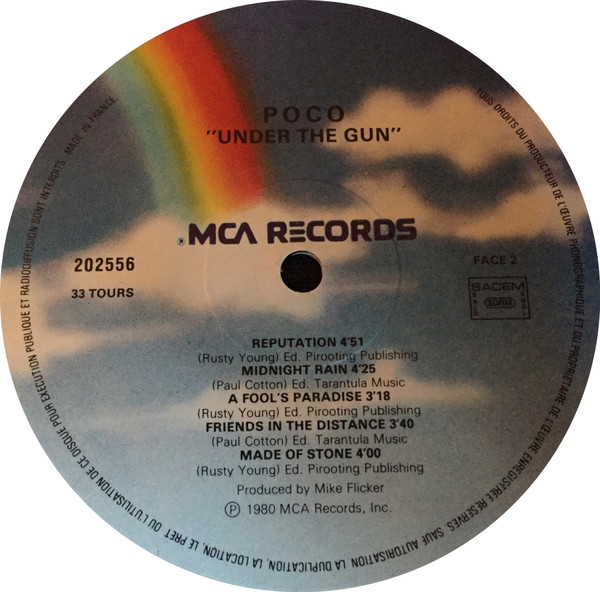 POCO
"UNDER THE GUN"
® MCA RECORDS
202556
33 TOURS
FACE 2
SACEM
SDRM
REPUTATION 4'51
(Rusty Young) Ed. Pirooting Publishing
MIDNIGHT RAIN 4'25
(Paul Cotton) Ed. Tarantula Music
A FOOL'S PARADISE 3'18
(Rusty Young) Ed. Pirooting Publishing
FRIENDS IN THE DISTANCE 3'40
(Paul Cotton) Ed. Tarantula Music
MADE OF STONE 4'00
(Rusty Young) Ed. Pirooting Publishing
Produced by Mike Flicker
Ⓟ 1980 MCA Records, Inc.
TOUS DROITS DU PRODUCTEUR DE L'ŒUVRE PHONOGRAPHIQUE ET DU PROPRIETAIRE DE L'ŒUVRE ENREGISTREE RESERVES. SAUF AUTORISATION, LA DUPLICATION, LA LOCATION, LE PRET OU L'UTILISATION DE CE DISQUE POUR EXECUTION PUBLIQUE ET RADIODIFFUSION SONT INTERDITS. MADE IN FRANCE.